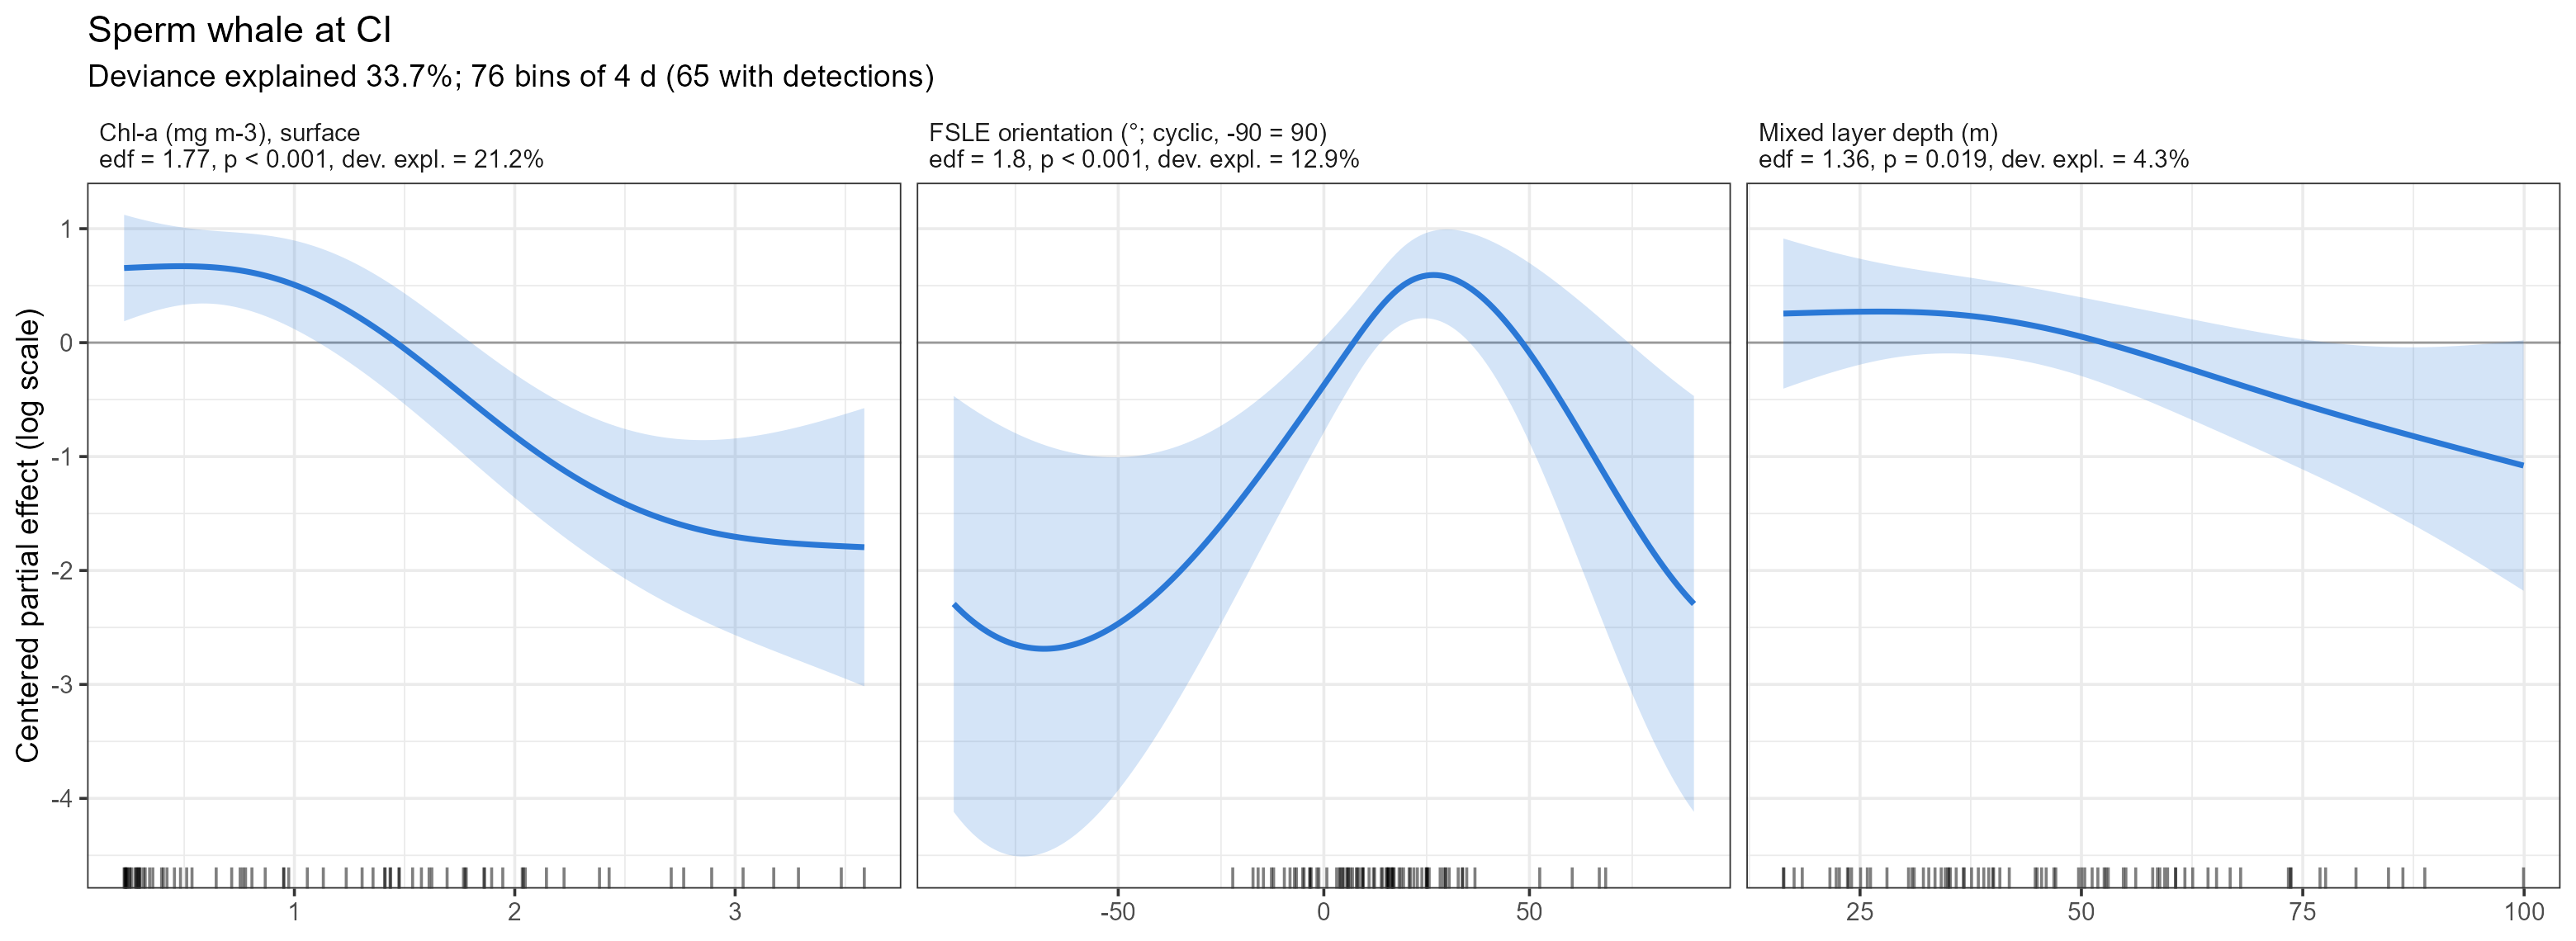 Sperm whale at CI
Deviance explained 33.7%; 76 bins of 4 d (65 with detections)
Chl-a (mg m-3), surface
edf = 1.77, p < 0.001, dev. expl. = 21.2%
FSLE orientation (°; cyclic, -90 = 90)
edf = 1.8, p < 0.001, dev. expl. = 12.9%
Mixed layer depth (m)
edf = 1.36, p = 0.019, dev. expl. = 4.3%
Centered partial effect (log scale)
1
0
-1
-2
-3
-4
1 2 3
-50 0 50
25 50 75 100